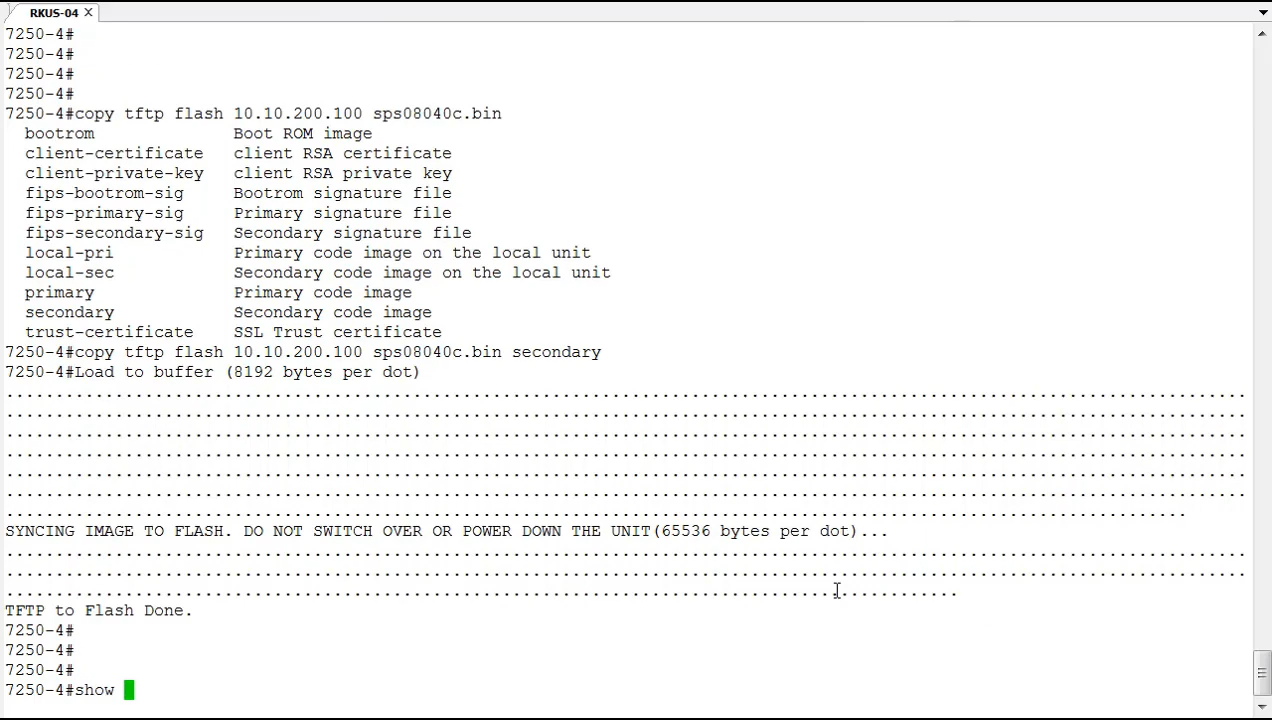 RKUS-04
7250-4#
7250-4#
7250-4#
7250-4#
7250-4#copy tftp flash 10.10.200.100 sps08040c.bin
bootrom Boot ROM image
client-certificate client RSA certificate
client-private-key client RSA private key
fips-bootrom-sig Bootrom signature file
fips-primary-sig Primary signature file
fips-secondary-sig Secondary signature file
local-pri Primary code image on the local unit
local-sec Secondary code image on the local unit
primary Primary code image
secondary Secondary code image
trust-certificate SSL Trust certificate
7250-4#copy tftp flash 10.10.200.100 sps08040c.bin secondary
7250-4#Load to buffer (8192 bytes per dot)
.............................................................................................................................
.............................................................................................................................
.............................................................................................................................
.............................................................................................................................
.............................................................................................................................
.............................................................................................................................
.......................................................................................................................
SYNCING IMAGE TO FLASH. DO NOT SWITCH OVER OR POWER DOWN THE UNIT(65536 bytes per dot)...
.............................................................................................................................
.............................................................................................................................
................................................................................................
TFTP to Flash Done.
7250-4#
7250-4#
7250-4#
7250-4#show